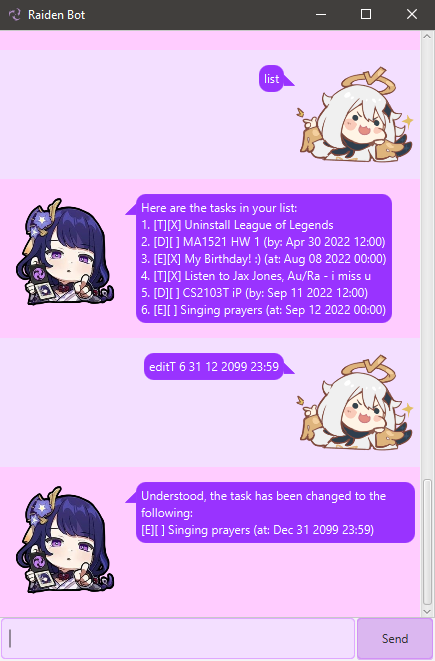 Raiden Bot
list
Here are the tasks in your list:
1. [T][X] Uninstall League of Legends
2. [D][ ] MA1521 HW 1 (by: Apr 30 2022 12:00)
3. [E][X] My Birthday! :) (at: Aug 08 2022 00:00)
4. [T][X] Listen to Jax Jones, Au/Ra - i miss u
5. [D][ ] CS2103T iP (by: Sep 11 2022 12:00)
6. [E][ ] Singing prayers (at: Sep 12 2022 00:00)
editT 6 31 12 2099 23:59
Understood, the task has been changed to the
following:
[E][ ] Singing prayers (at: Dec 31 2099 23:59)
Send